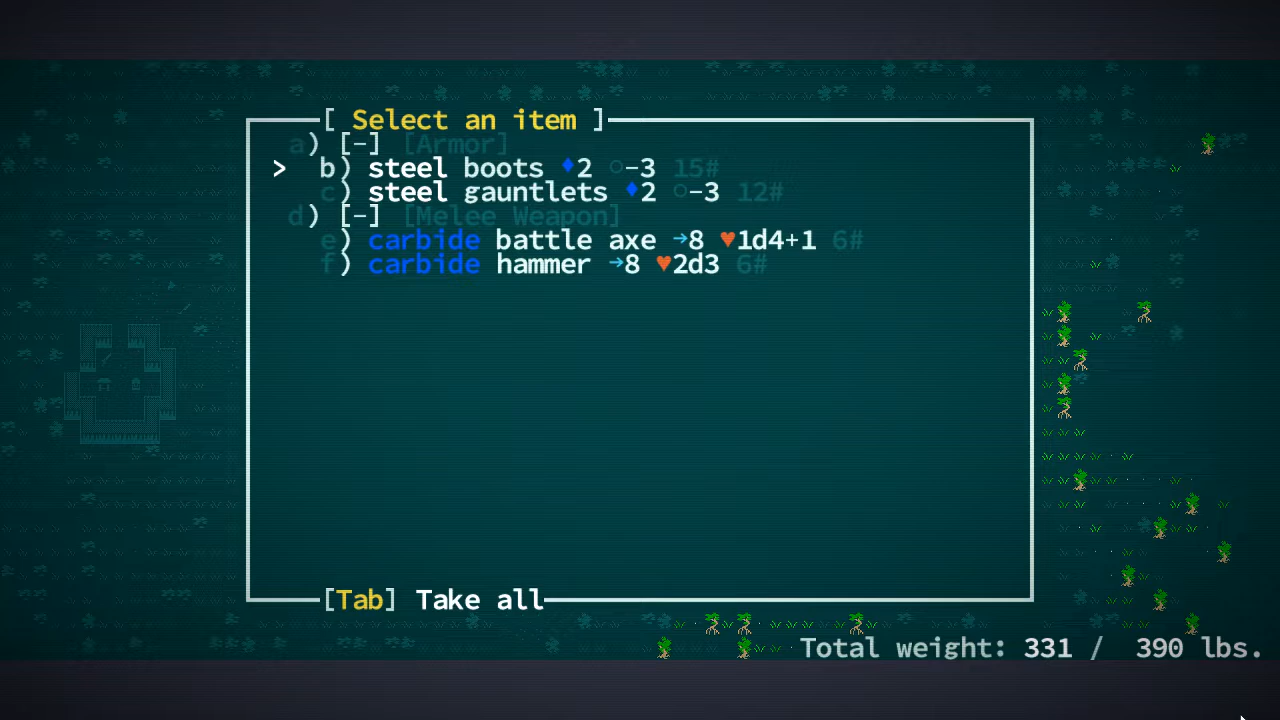 [ Select an item ]
a) [-] [Armor]
> b) steel boots ♦2 ○-3 15#
c) steel gauntlets ♦2 ○-3 12#
d) [-] [Melee Weapon]
e) carbide battle axe →8 ♥1d4+1 6#
f) carbide hammer →8 ♥2d3 6#
[Tab] Take all
Total weight: 331 / 390 lbs.